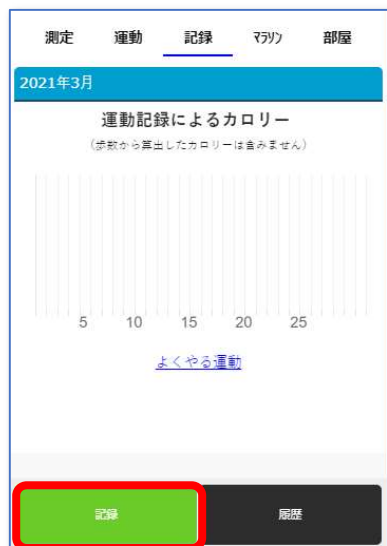 測定 運動 記録 ﾏﾗｿﾝ 部屋
2021年3月
運動記録によるカロリー
(歩数から算出したカロリーは含みません)
5 10 15 20 25
よくやる運動
記録 履歴